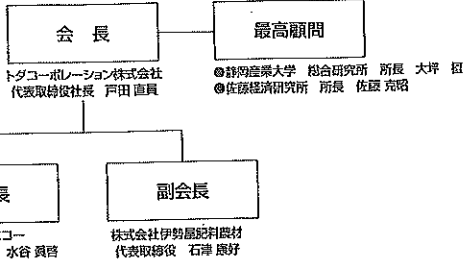 会 長
最高顧問
トダコーポレーション株式会社
代表取締役社長 戸田 直員
◎静岡産業大学 総合研究所 所長 大坪
◎佐藤経済研究所 所長 佐藤 克昭
長
副会長
コー
水谷 眞啓
株式会社伊勢屋肥料農材
代表取締役 石津 康好